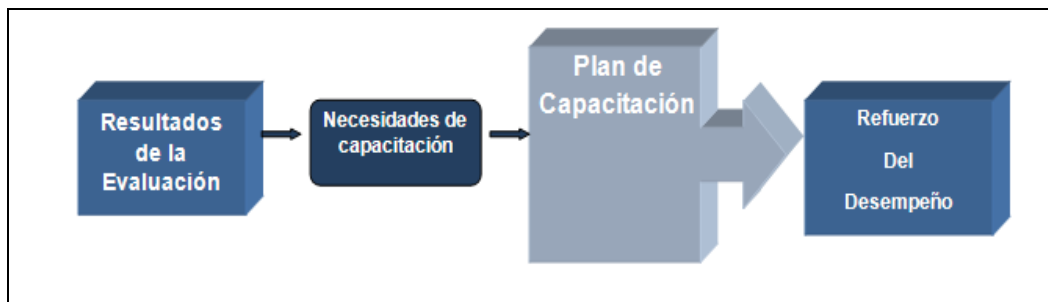 Resultados
de la
Evaluación
Necesidades de
capacitación
Plan de
Capacitación
Refuerzo
Del
Desempeño